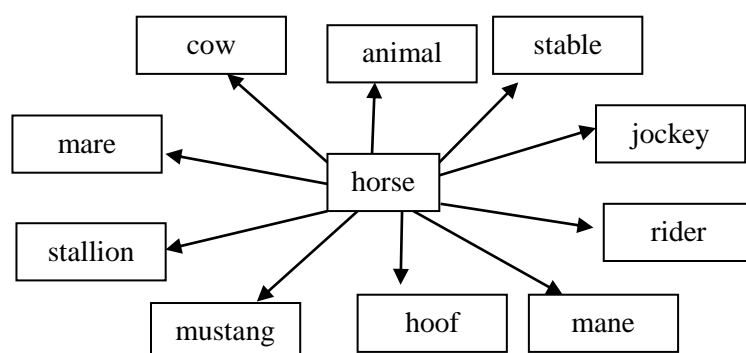 cow
animal
stable
mare
horse
jockey
stallion
rider
mustang
hoof
mane